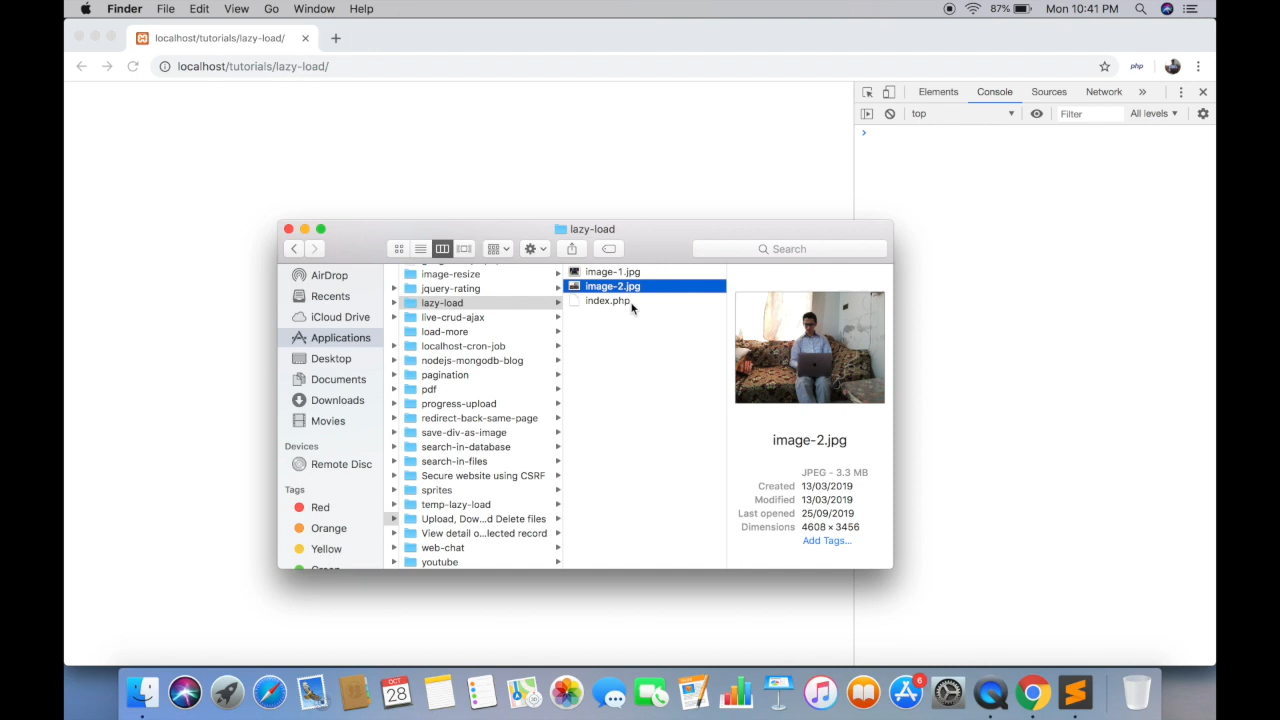 Finder File Edit View Go Window Help 87% Mon 10:41 PM
localhost/tutorials/lazy-load/
localhost/tutorials/lazy-load/ php
Elements Console Sources Network
top Filter All levels
lazy-load
Search
AirDrop
Recents
iCloud Drive
Applications
Desktop
Documents
Downloads
Movies
Devices
Remote Disc
Tags
Red
Orange
Yellow
image-resize
jquery-rating
lazy-load
live-crud-ajax
load-more
localhost-cron-job
nodejs-mongodb-blog
pagination
pdf
progress-upload
redirect-back-same-page
save-div-as-image
search-in-database
search-in-files
Secure website using CSRF
sprites
temp-lazy-load
Upload, Dow...d Delete files
View detail o...lected record
web-chat
youtube
image-1.jpg
image-2.jpg
index.php
image-2.jpg
JPEG - 3.3 MB
Created 13/03/2019
Modified 13/03/2019
Last opened 25/09/2019
Dimensions 4608 × 3456
Add Tags...
OCT
28
6